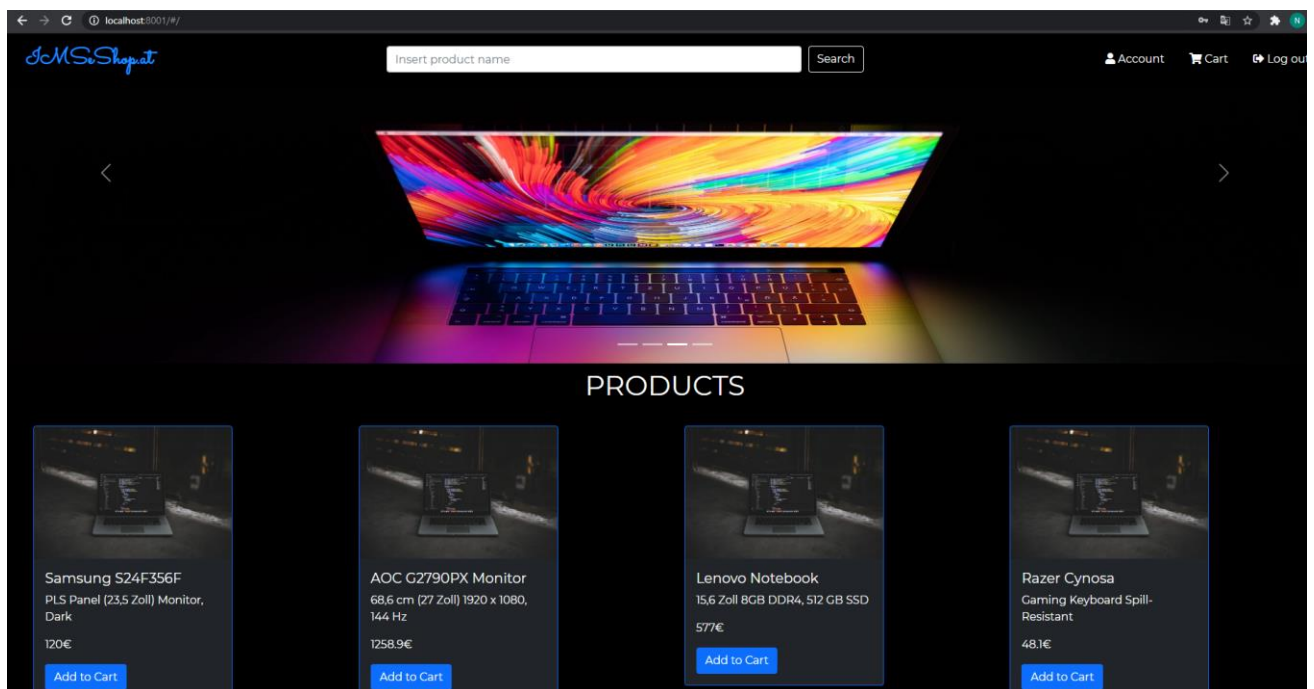 localhost:8001/#/
IMSeShop.at
Insert product name
Search
Account
Cart
Log out
PRODUCTS
Samsung S24F356F
PLS Panel (23,5 Zoll) Monitor,
Dark
120€
Add to Cart
AOC G2790PX Monitor
68,6 cm (27 Zoll) 1920 x 1080,
144 Hz
1258.9€
Add to Cart
Lenovo Notebook
15,6 Zoll 8GB DDR4, 512 GB SSD
577€
Add to Cart
Razer Cynosa
Gaming Keyboard Spill-
Resistant
48.1€
Add to Cart